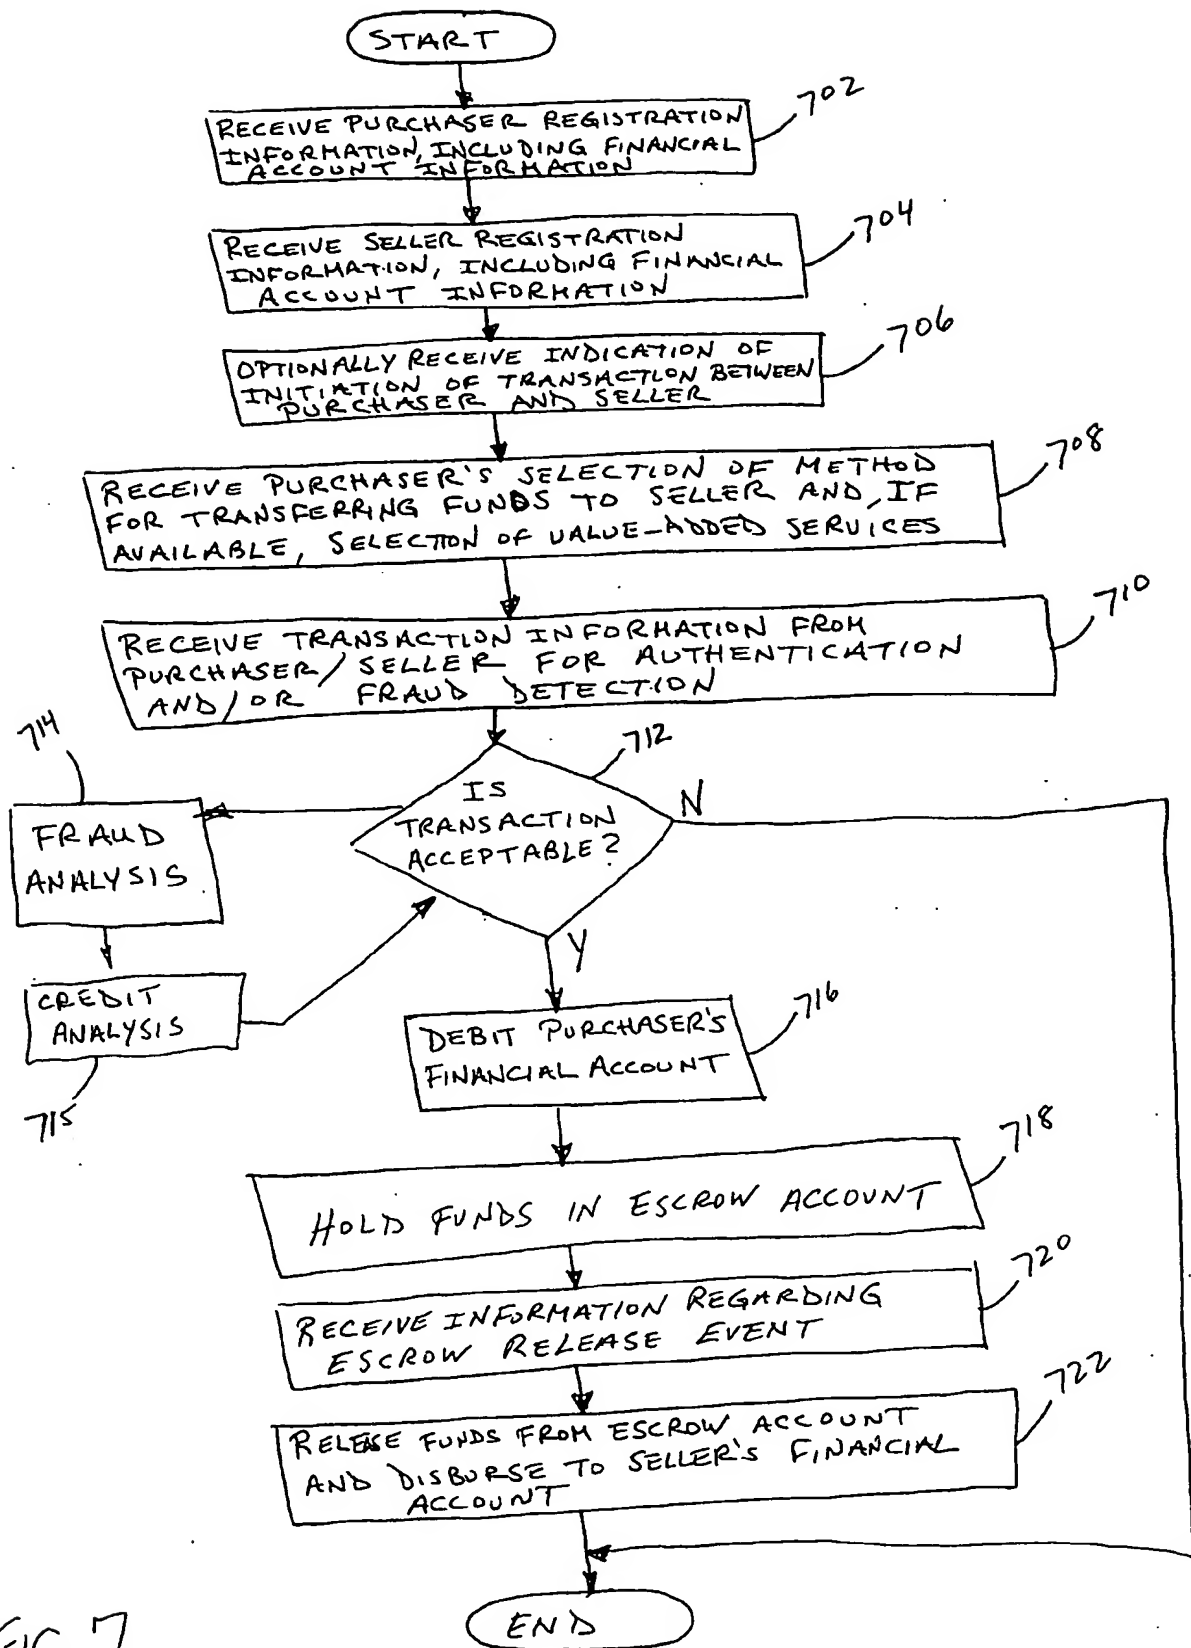 START
702
RECEIVE PURCHASER REGISTRATION
INFORMATION, INCLUDING FINANCIAL
ACCOUNT INFORMATION
704
RECEIVE SELLER REGISTRATION
INFORMATION, INCLUDING FINANCIAL
ACCOUNT INFORMATION
706
OPTIONALLY RECEIVE INDICATION OF
INITIATION OF TRANSACTION BETWEEN
PURCHASER AND SELLER
708
RECEIVE PURCHASER'S SELECTION OF METHOD
FOR TRANSFERRING FUNDS TO SELLER AND, IF
AVAILABLE, SELECTION OF VALUE-ADDED SERVICES
710
RECEIVE TRANSACTION INFORMATION FROM
PURCHASER/SELLER FOR AUTHENTICATION
AND/OR FRAUD DETECTION
712
IS
TRANSACTION
ACCEPTABLE?
N
Y
714
FRAUD
ANALYSIS
CREDIT
ANALYSIS
715
716
DEBIT PURCHASER'S
FINANCIAL ACCOUNT
718
HOLD FUNDS IN ESCROW ACCOUNT
720
RECEIVE INFORMATION REGARDING
ESCROW RELEASE EVENT
722
RELEASE FUNDS FROM ESCROW ACCOUNT
AND DISBURSE TO SELLER'S FINANCIAL
ACCOUNT
END
FIG. 7